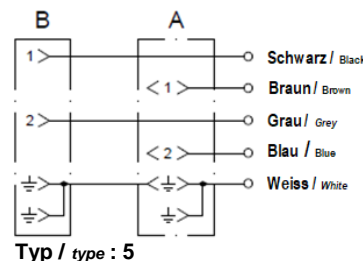 B A
1 Schwarz / Black
1 Braun / Brown
2 Grau / Grey
2 Blau / Blue
Weiss / White
Typ / type : 5